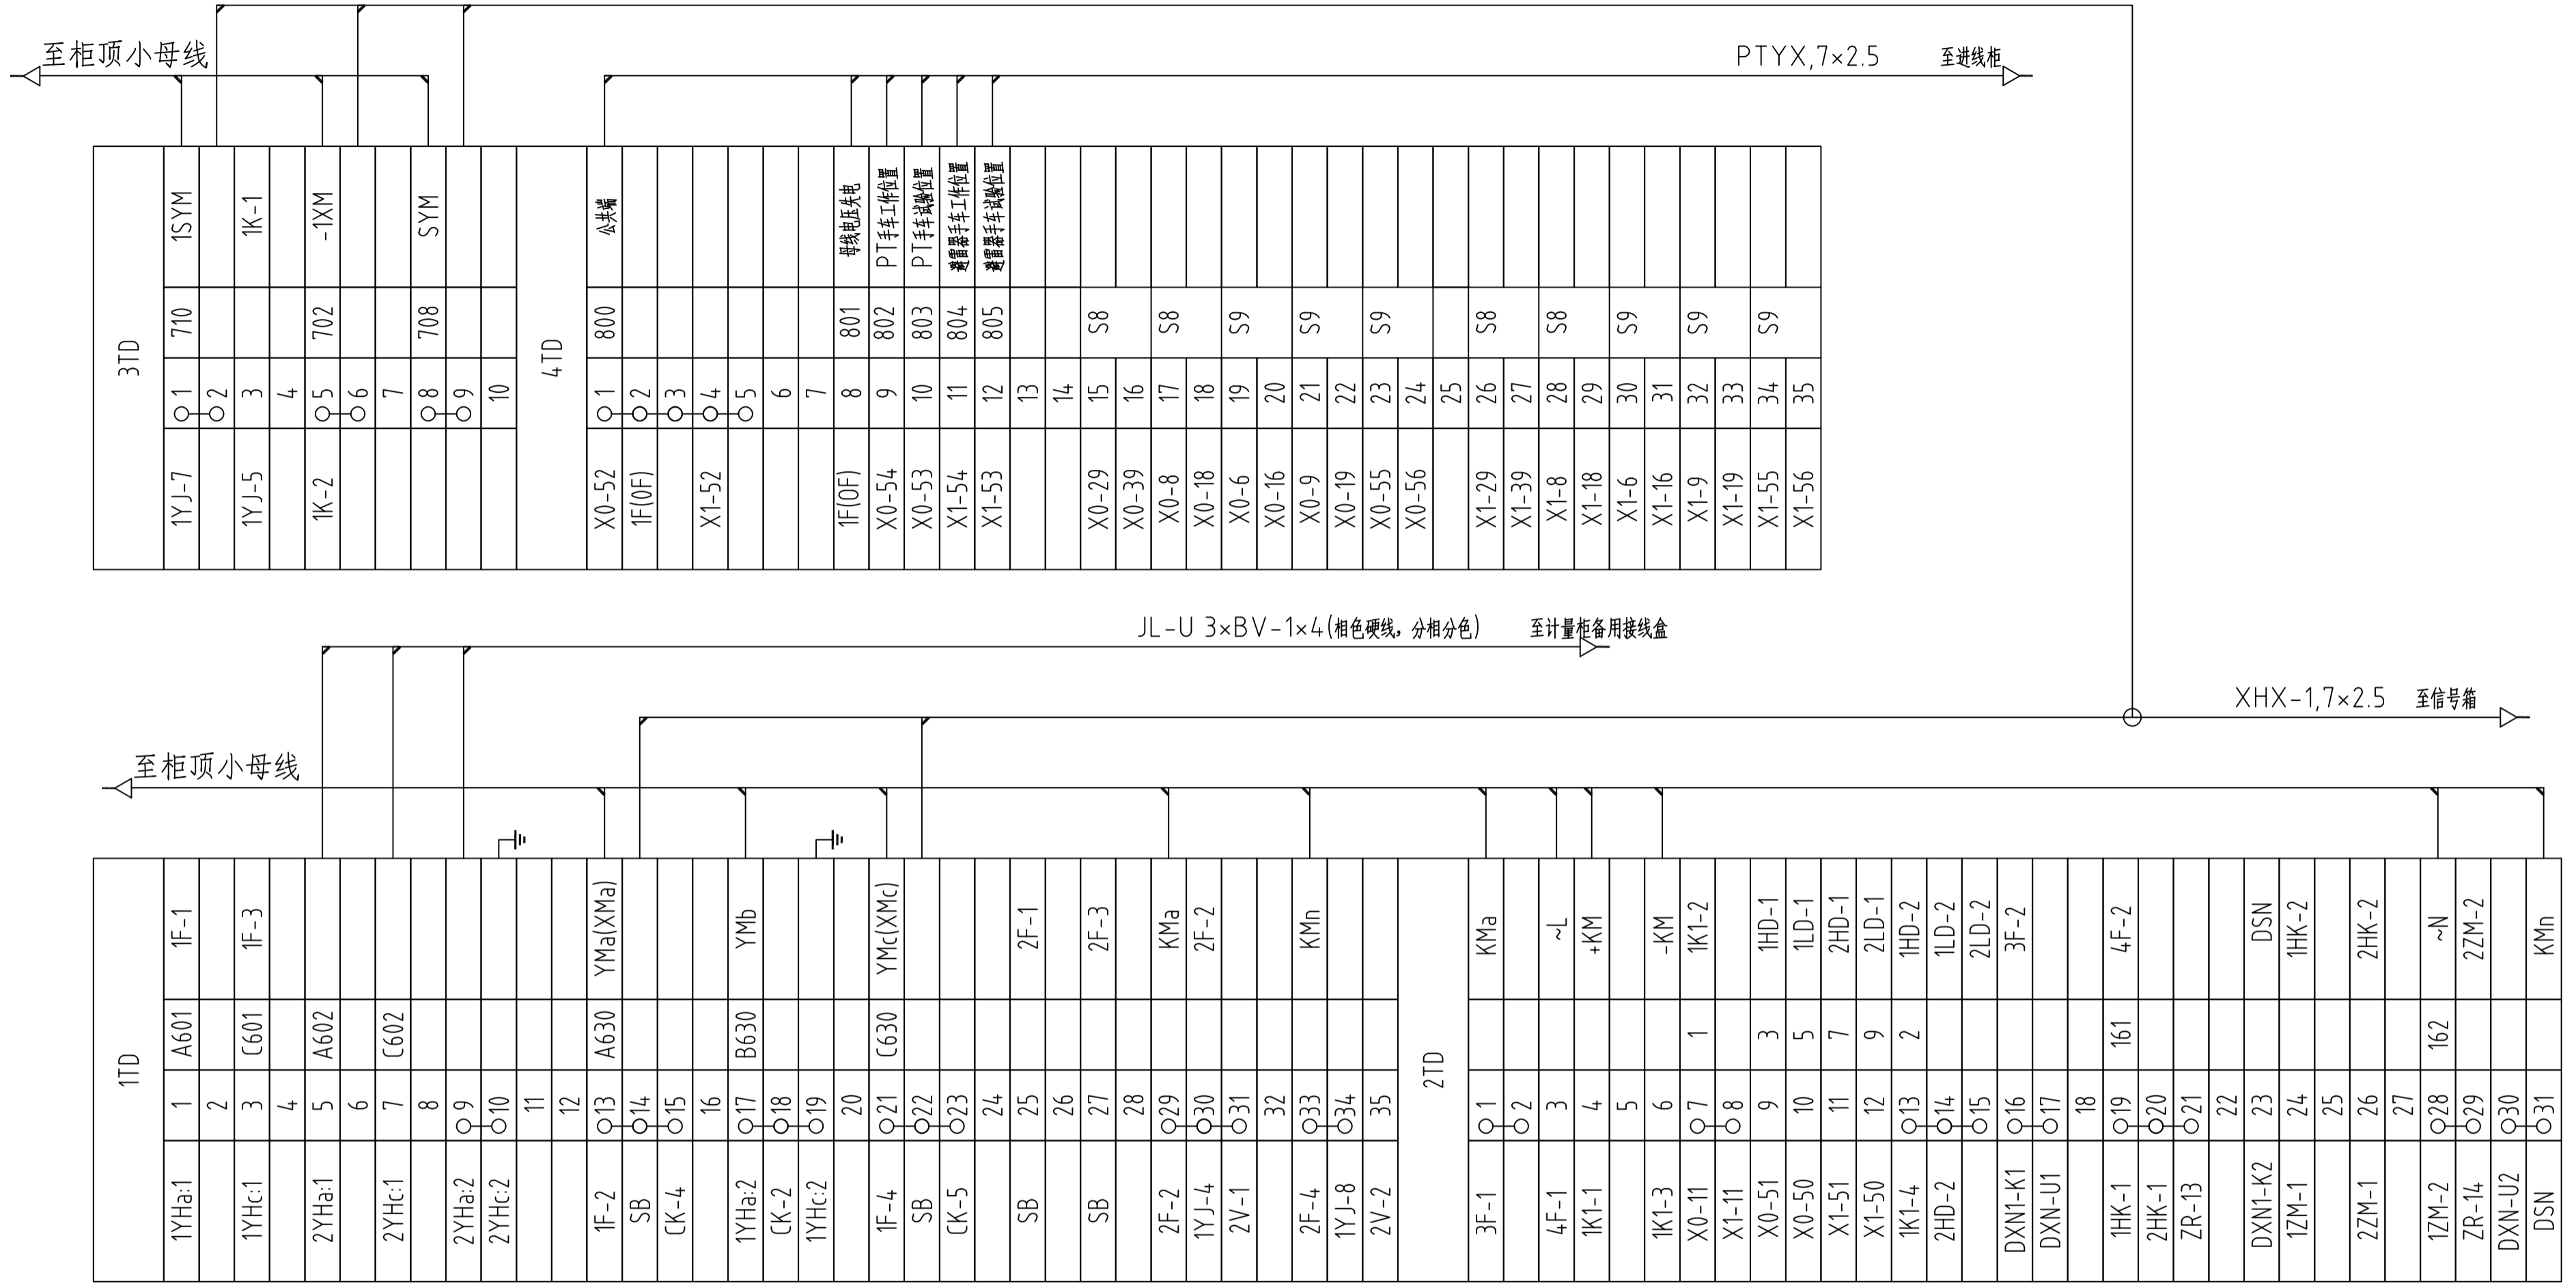 至柜顶小母线
PTYX,7×2.5 至进线柜
3TD
1SYM 710 1 1YJ-7
2
1K-1 3 1YJ-5
4
-1XM 702 5 1K-2
6
7
SYM 708 8
9
10
4TD
公共端 800 1 X0-52
2 1F(OF)
3
4 X1-52
5
6
7
母线电压失电 801 8 1F(OF)
PT手车工作位置 802 9 X0-54
PT手车试验位置 803 10 X0-53
避雷器手车工作位置 804 11 X1-54
避雷器手车试验位置 805 12 X1-53
13
14
S8 15 X0-29
16 X0-39
S8 17 X0-8
18 X0-18
S9 19 X0-6
20 X0-16
S9 21 X0-9
22 X0-19
S9 23 X0-55
24 X0-56
25
S8 26 X1-29
27 X1-39
S8 28 X1-8
29 X1-18
S9 30 X1-6
31 X1-16
S9 32 X1-9
33 X1-19
S9 34 X1-55
35 X1-56
JL-U 3×BV-1×4(相色硬线，分相分色) 至计量柜备用接线盒
XHX-1,7×2.5 至信号箱
至柜顶小母线
1TD
1F-1 A601 1 1YHa:1
2
1F-3 C601 3 1YHc:1
4
A602 5 2YHa:1
6
C602 7 2YHc:1
8
9 2YHa:2
10 2YHc:2
11
12
YMa(XMa) A630 13 1F-2
14 SB
15 CK-4
16
YMb B630 17 1YHa:2
18 CK-2
19 1YHc:2
20
YMc(XMc) C630 21 1F-4
22 SB
23 CK-5
24
2F-1 25 SB
26
2F-3 27 SB
28
KMa 29 2F-2
2F-2 30 1YJ-4
31 2V-1
32
KMn 33 2F-4
34 1YJ-8
35 2V-2
2TD
KMa 1 3F-1
2
~L 3 4F-1
+KM 4 1K1-1
5
-KM 6 1K1-3
1K1-2 1 7 X0-11
8 X1-11
1HD-1 3 9 X0-51
1LD-1 5 10 X0-50
2HD-1 7 11 X1-51
2LD-1 9 12 X1-50
1HD-2 2 13 1K1-4
1LD-2 14 2HD-2
2LD-2 15
3F-2 16 DXN1-K1
17 DXN-U1
18
4F-2 161 19 1HK-1
20 2HK-1
21 ZR-13
22
DSN 23 DXN1-K2
1HK-2 24 1ZM-1
25
2HK-2 26 2ZM-1
27
~N 162 28 1ZM-2
2ZM-2 29 ZR-14
30 DXN-U2
KMn 31 DSN